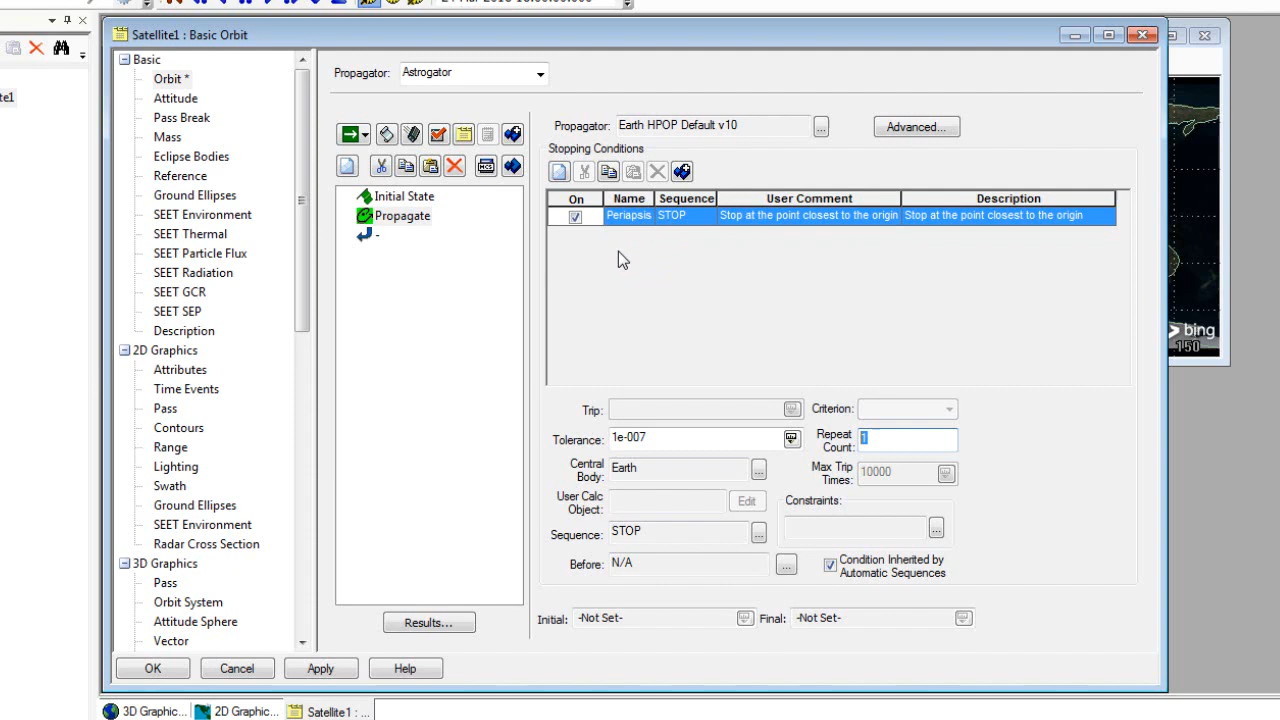 Satellite1 : Basic Orbit
te1
Basic
Orbit *
Attitude
Pass Break
Mass
Eclipse Bodies
Reference
Ground Ellipses
SEET Environment
SEET Thermal
SEET Particle Flux
SEET Radiation
SEET GCR
SEET SEP
Description
2D Graphics
Attributes
Time Events
Pass
Contours
Range
Lighting
Swath
Ground Ellipses
SEET Environment
Radar Cross Section
3D Graphics
Pass
Orbit System
Attitude Sphere
Vector
Propagator: Astrogator
Initial State
Propagate
-
Results...
Propagator: Earth HPOP Default v10 ... Advanced...
Stopping Conditions
On Name Sequence User Comment Description
Periapsis STOP Stop at the point closest to the origin Stop at the point closest to the origin
Trip: Criterion:
Tolerance: 1e-007 Repeat Count: 1
Central Body: Earth ... Max Trip Times: 10000
User Calc Object: Edit Constraints: ...
Sequence: STOP ...
Before: N/A ... Condition Inherited by Automatic Sequences
Initial: -Not Set- Final: -Not Set-
OK Cancel Apply Help
bing
150
3D Graphic... 2D Graphic... Satellite1 : ...